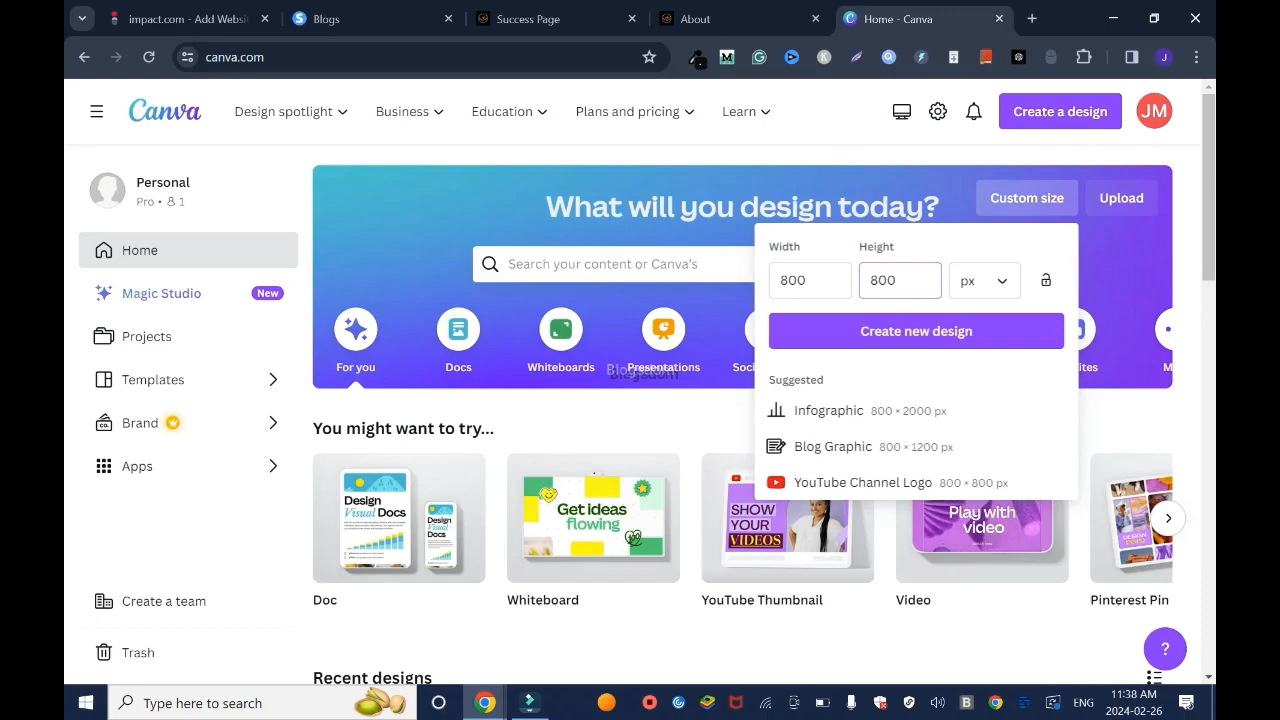 impact.com - Add Websi
Blogs
Success Page
About
Home - Canva
canva.com
Canva
Design spotlight
Business
Education
Plans and pricing
Learn
Create a design
JM
Personal
Pro • 1
Home
Magic Studio
New
Projects
Templates
Brand
Apps
Create a team
Trash
What will you design today?
Custom size
Upload
Search your content or Canva's
For you
Docs
Whiteboards
Presentations
Soci
ites
M
Width
Height
800
800
px
Create new design
Suggested
Infographic 800 × 2000 px
Blog Graphic 800 × 1200 px
YouTube Channel Logo 800 × 800 px
You might want to try...
Design
Visual Docs
Design
Visual Docs
Get ideas
flowing
SHOW
YOUR
VIDEOS
Play with
video
Doc
Whiteboard
YouTube Thumbnail
Video
Pinterest Pin
Recent designs
?
Type here to search
ENG
11:38 AM
2024-02-26